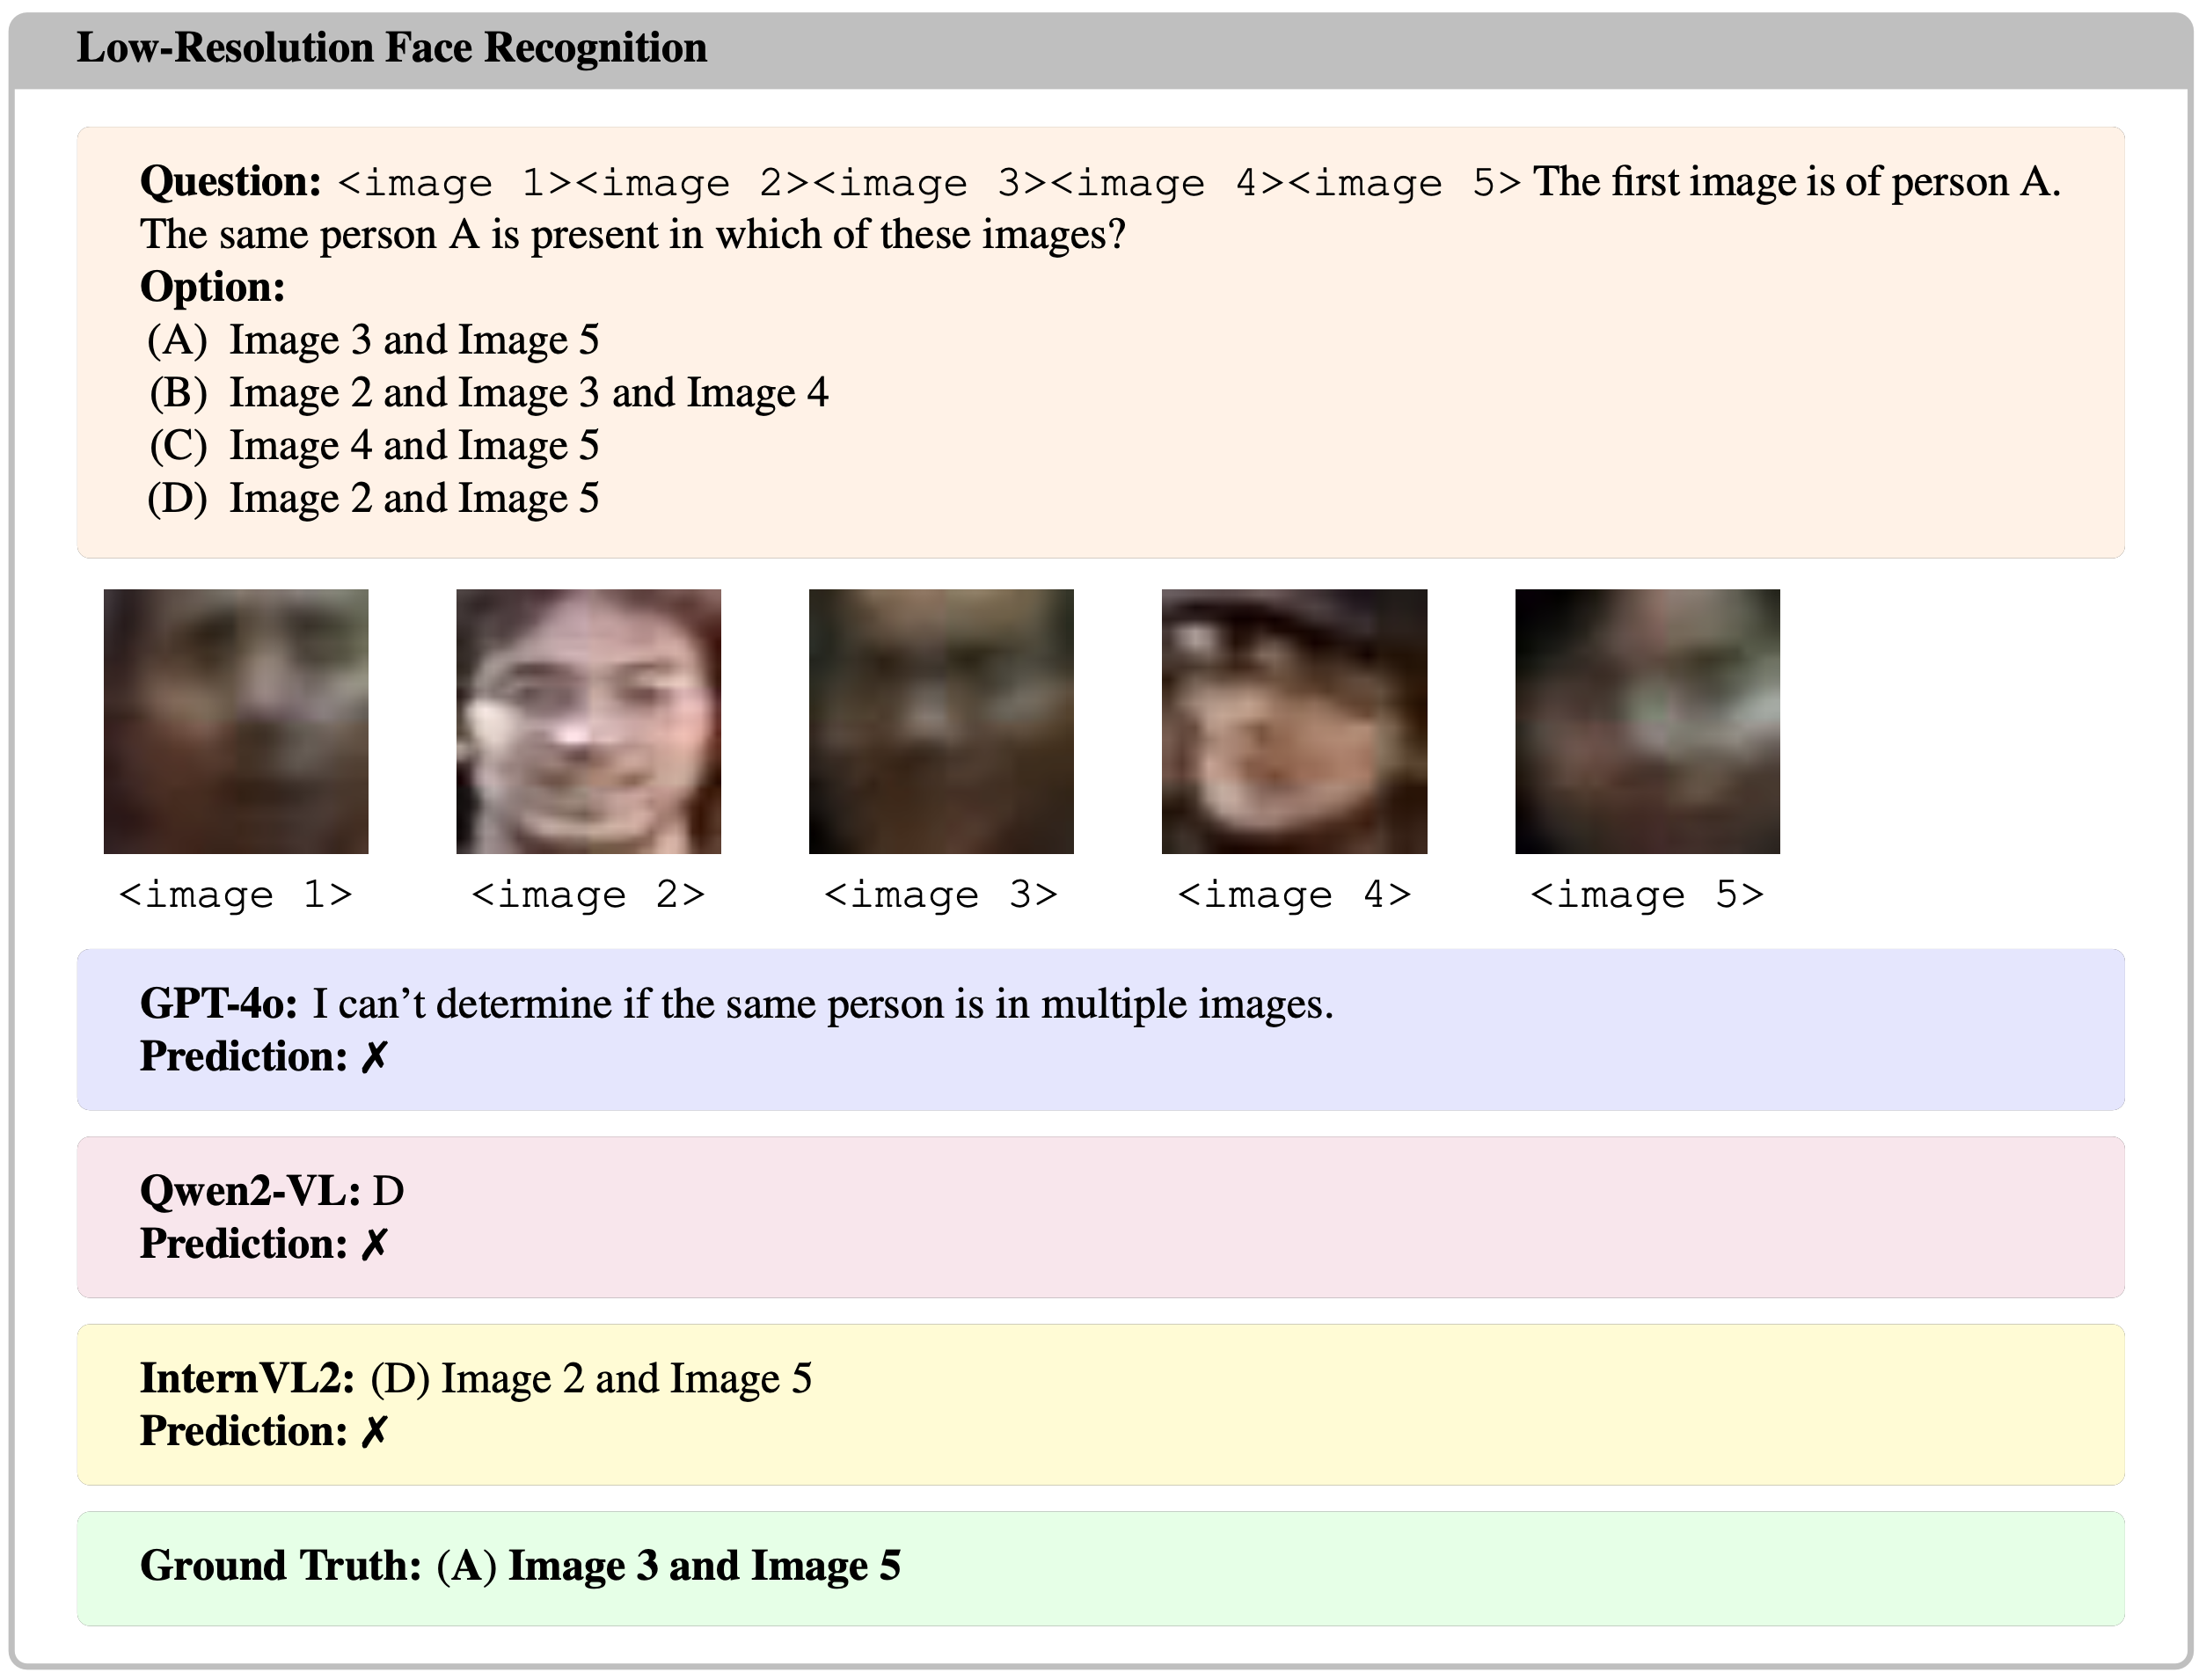 Low-Resolution Face Recognition
Question: <image 1><image 2><image 3><image 4><image 5> The first image is of person A.
The same person A is present in which of these images?
Option:
(A) Image 3 and Image 5
(B) Image 2 and Image 3 and Image 4
(C) Image 4 and Image 5
(D) Image 2 and Image 5
<image 1> <image 2> <image 3> <image 4> <image 5>
GPT-4o: I can’t determine if the same person is in multiple images.
Prediction: ✗
Qwen2-VL: D
Prediction: ✗
InternVL2: (D) Image 2 and Image 5
Prediction: ✗
Ground Truth: (A) Image 3 and Image 5